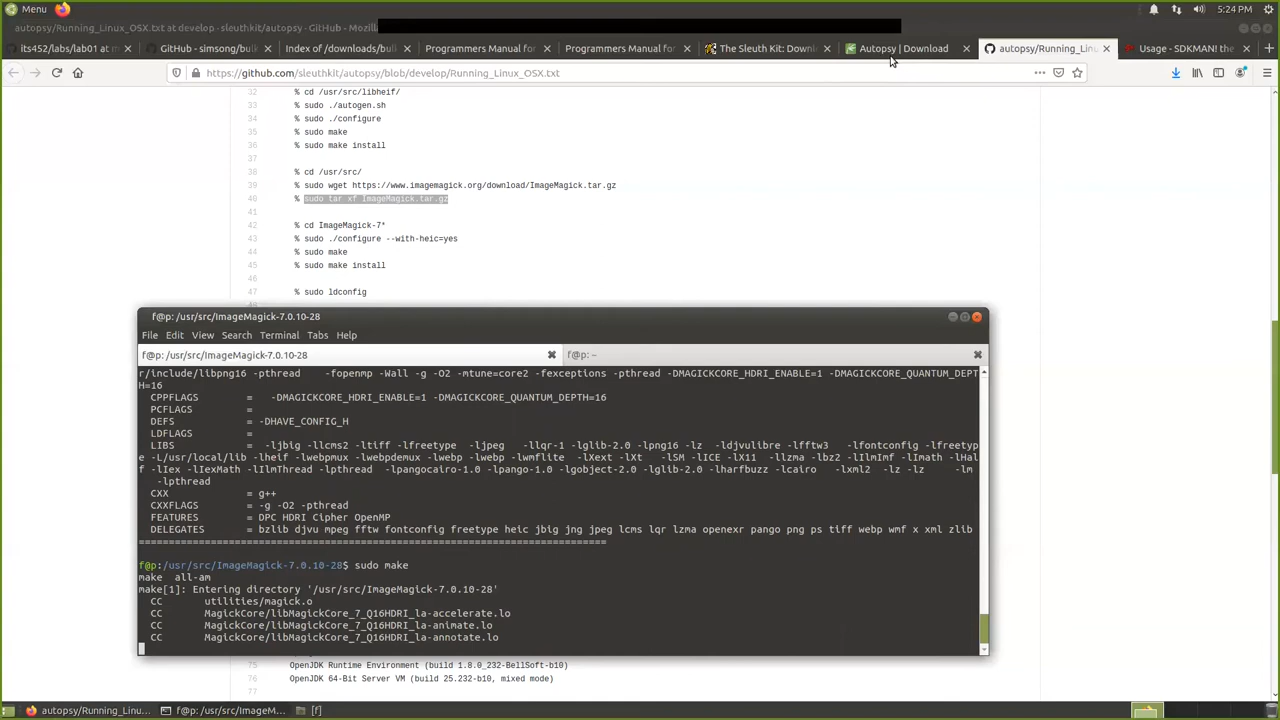 Menu
5:24 PM
autopsy/Running_Linux_OSX.txt at develop · sleuthkit/autopsy · GitHub - Mozill
its452/labs/lab01 at m
GitHub - simsong/bulk
Index of /downloads/bulk
Programmers Manual for
Programmers Manual for
The Sleuth Kit: Downl
Autopsy | Download
autopsy/Running_Linu
Usage - SDKMAN! the
https://github.com/sleuthkit/autopsy/blob/develop/Running_Linux_OSX.txt
32 % cd /usr/src/libheif/
33 % sudo ./autogen.sh
34 % sudo ./configure
35 % sudo make
36 % sudo make install
37
38 % cd /usr/src/
39 % sudo wget https://www.imagemagick.org/download/ImageMagick.tar.gz
40 % sudo tar xf ImageMagick.tar.gz
41
42 % cd ImageMagick-7*
43 % sudo ./configure --with-heic=yes
44 % sudo make
45 % sudo make install
46
47 % sudo ldconfig
f@p: /usr/src/ImageMagick-7.0.10-28
File Edit View Search Terminal Tabs Help
f@p: /usr/src/ImageMagick-7.0.10-28
f@p: ~
r/include/libpng16 -pthread -fopenmp -Wall -g -O2 -mtune=core2 -fexceptions -pthread -DMAGICKCORE_HDRI_ENABLE=1 -DMAGICKCORE_QUANTUM_DEPT
H=16
CPPFLAGS = -DMAGICKCORE_HDRI_ENABLE=1 -DMAGICKCORE_QUANTUM_DEPTH=16
PCFLAGS =
DEFS = -DHAVE_CONFIG_H
LDFLAGS =
LIBS = -ljbig -llcms2 -ltiff -lfreetype -ljpeg -llqr-1 -lglib-2.0 -lpng16 -lz -ldjvulibre -lfftw3 -lfontconfig -lfreetyp
e -L/usr/local/lib -lheif -lwebpmux -lwebpdemux -lwebp -lwebp -lwmflite -lXext -lXt -lSM -lICE -lX11 -llzma -lbz2 -lIlmImf -lImath -lHal
f -lIex -lIexMath -lIlmThread -lpthread -lpangocairo-1.0 -lpango-1.0 -lgobject-2.0 -lglib-2.0 -lharfbuzz -lcairo -lxml2 -lz -lz -lm
-lpthread
CXX = g++
CXXFLAGS = -g -O2 -pthread
FEATURES = DPC HDRI Cipher OpenMP
DELEGATES = bzlib djvu mpeg fftw fontconfig freetype heic jbig jng jpeg lcms lqr lzma openexr pango png ps tiff webp wmf x xml zlib
===============================================================================
f@p:/usr/src/ImageMagick-7.0.10-28$ sudo make
make all-am
make[1]: Entering directory '/usr/src/ImageMagick-7.0.10-28'
CC utilities/magick.o
CC MagickCore/libMagickCore_7_Q16HDRI_la-accelerate.lo
CC MagickCore/libMagickCore_7_Q16HDRI_la-animate.lo
CC MagickCore/libMagickCore_7_Q16HDRI_la-annotate.lo
75 OpenJDK Runtime Environment (build 1.8.0_232-BellSoft-b10)
76 OpenJDK 64-Bit Server VM (build 25.232-b10, mixed mode)
77
autopsy/Running_Linu...
f@p: /usr/src/ImageM...
[f]